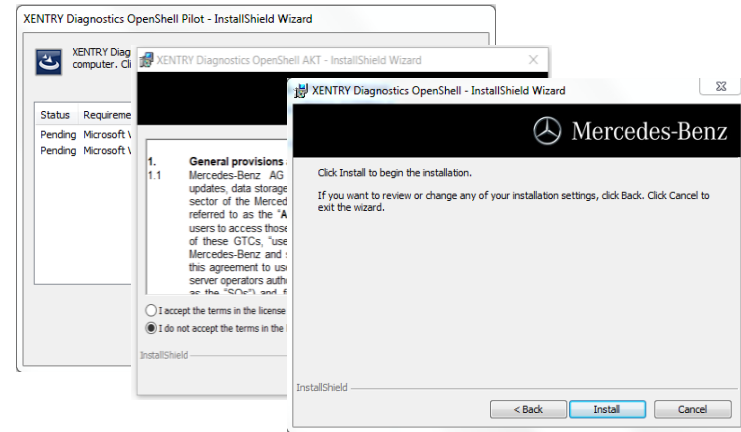 XENTRY Diagnostics OpenShell Pilot - InstallShield Wizard
XENTRY Diag
computer. Cli
Status Requireme
Pending Microsoft V
Pending Microsoft V
XENTRY Diagnostics OpenShell AKT - InstallShield Wizard
1. General provisions
1.1 Mercedes-Benz AG
updates, data storage
sector of the Merced
referred to as the "A
users to access those
of these GTCs, "use
Mercedes-Benz and s
this agreement to us
server operators auth
as the "SOs") and f
I accept the terms in the license
I do not accept the terms in the
InstallShield
XENTRY Diagnostics OpenShell - InstallShield Wizard
Mercedes-Benz
Click Install to begin the installation.
If you want to review or change any of your installation settings, click Back. Click Cancel to
exit the wizard.
InstallShield
< Back Install Cancel